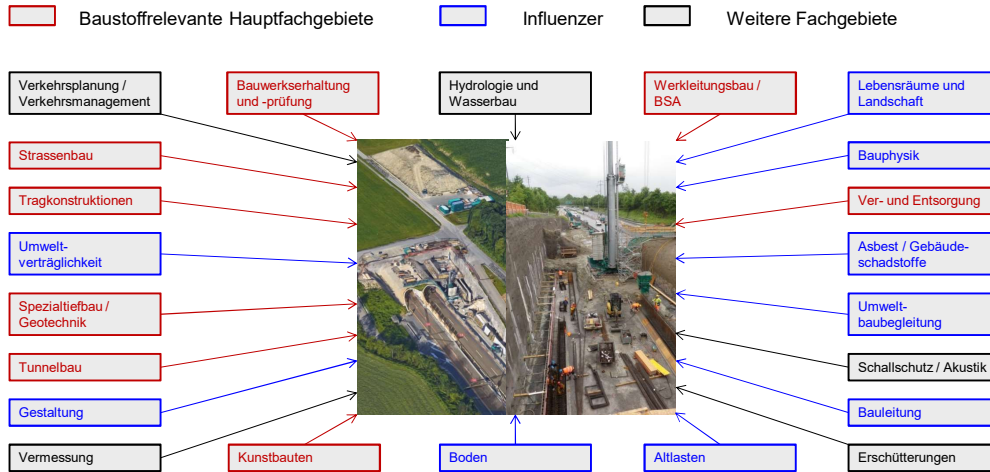 Baustoffrelevante Hauptfachgebiete
Influenzer
Weitere Fachgebiete
Verkehrsplanung /
Verkehrsmanagement
Bauwerkserhaltung
und -prüfung
Hydrologie und
Wasserbau
Werkleitungsbau /
BSA
Lebensräume und
Landschaft
Strassenbau
Bauphysik
Tragkonstruktionen
Ver- und Entsorgung
Umwelt-
verträglichkeit
Asbest / Gebäude-
schadstoffe
Spezialtiefbau /
Geotechnik
Umwelt-
baubegleitung
Tunnelbau
Schallschutz / Akustik
Gestaltung
Bauleitung
Vermessung
Kunstbauten
Boden
Altlasten
Erschütterungen